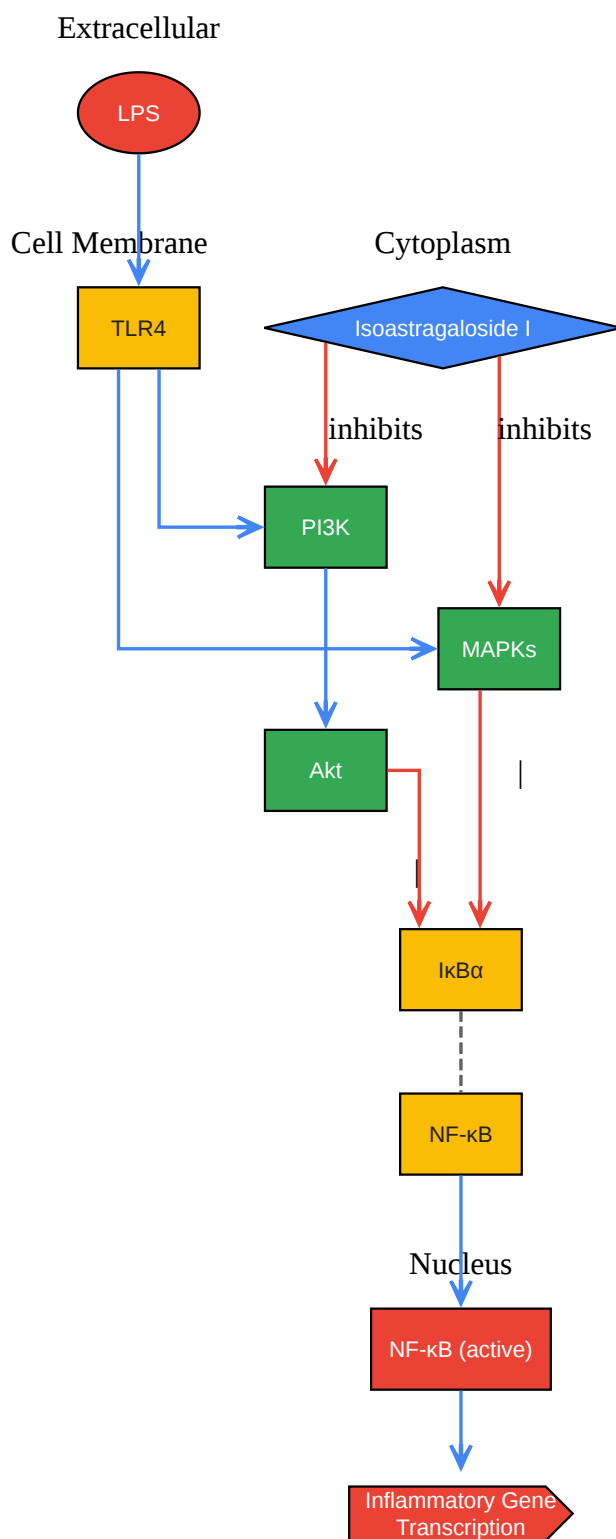 Extracellular
LPS
Cell Membrane
Cytoplasm
TLR4
Isoastragaloside I
inhibits
inhibits
PI3K
MAPKs
Akt
|
|
IκBα
NF-κB
Nucleus
NF-κB (active)
Inflammatory Gene
Transcription